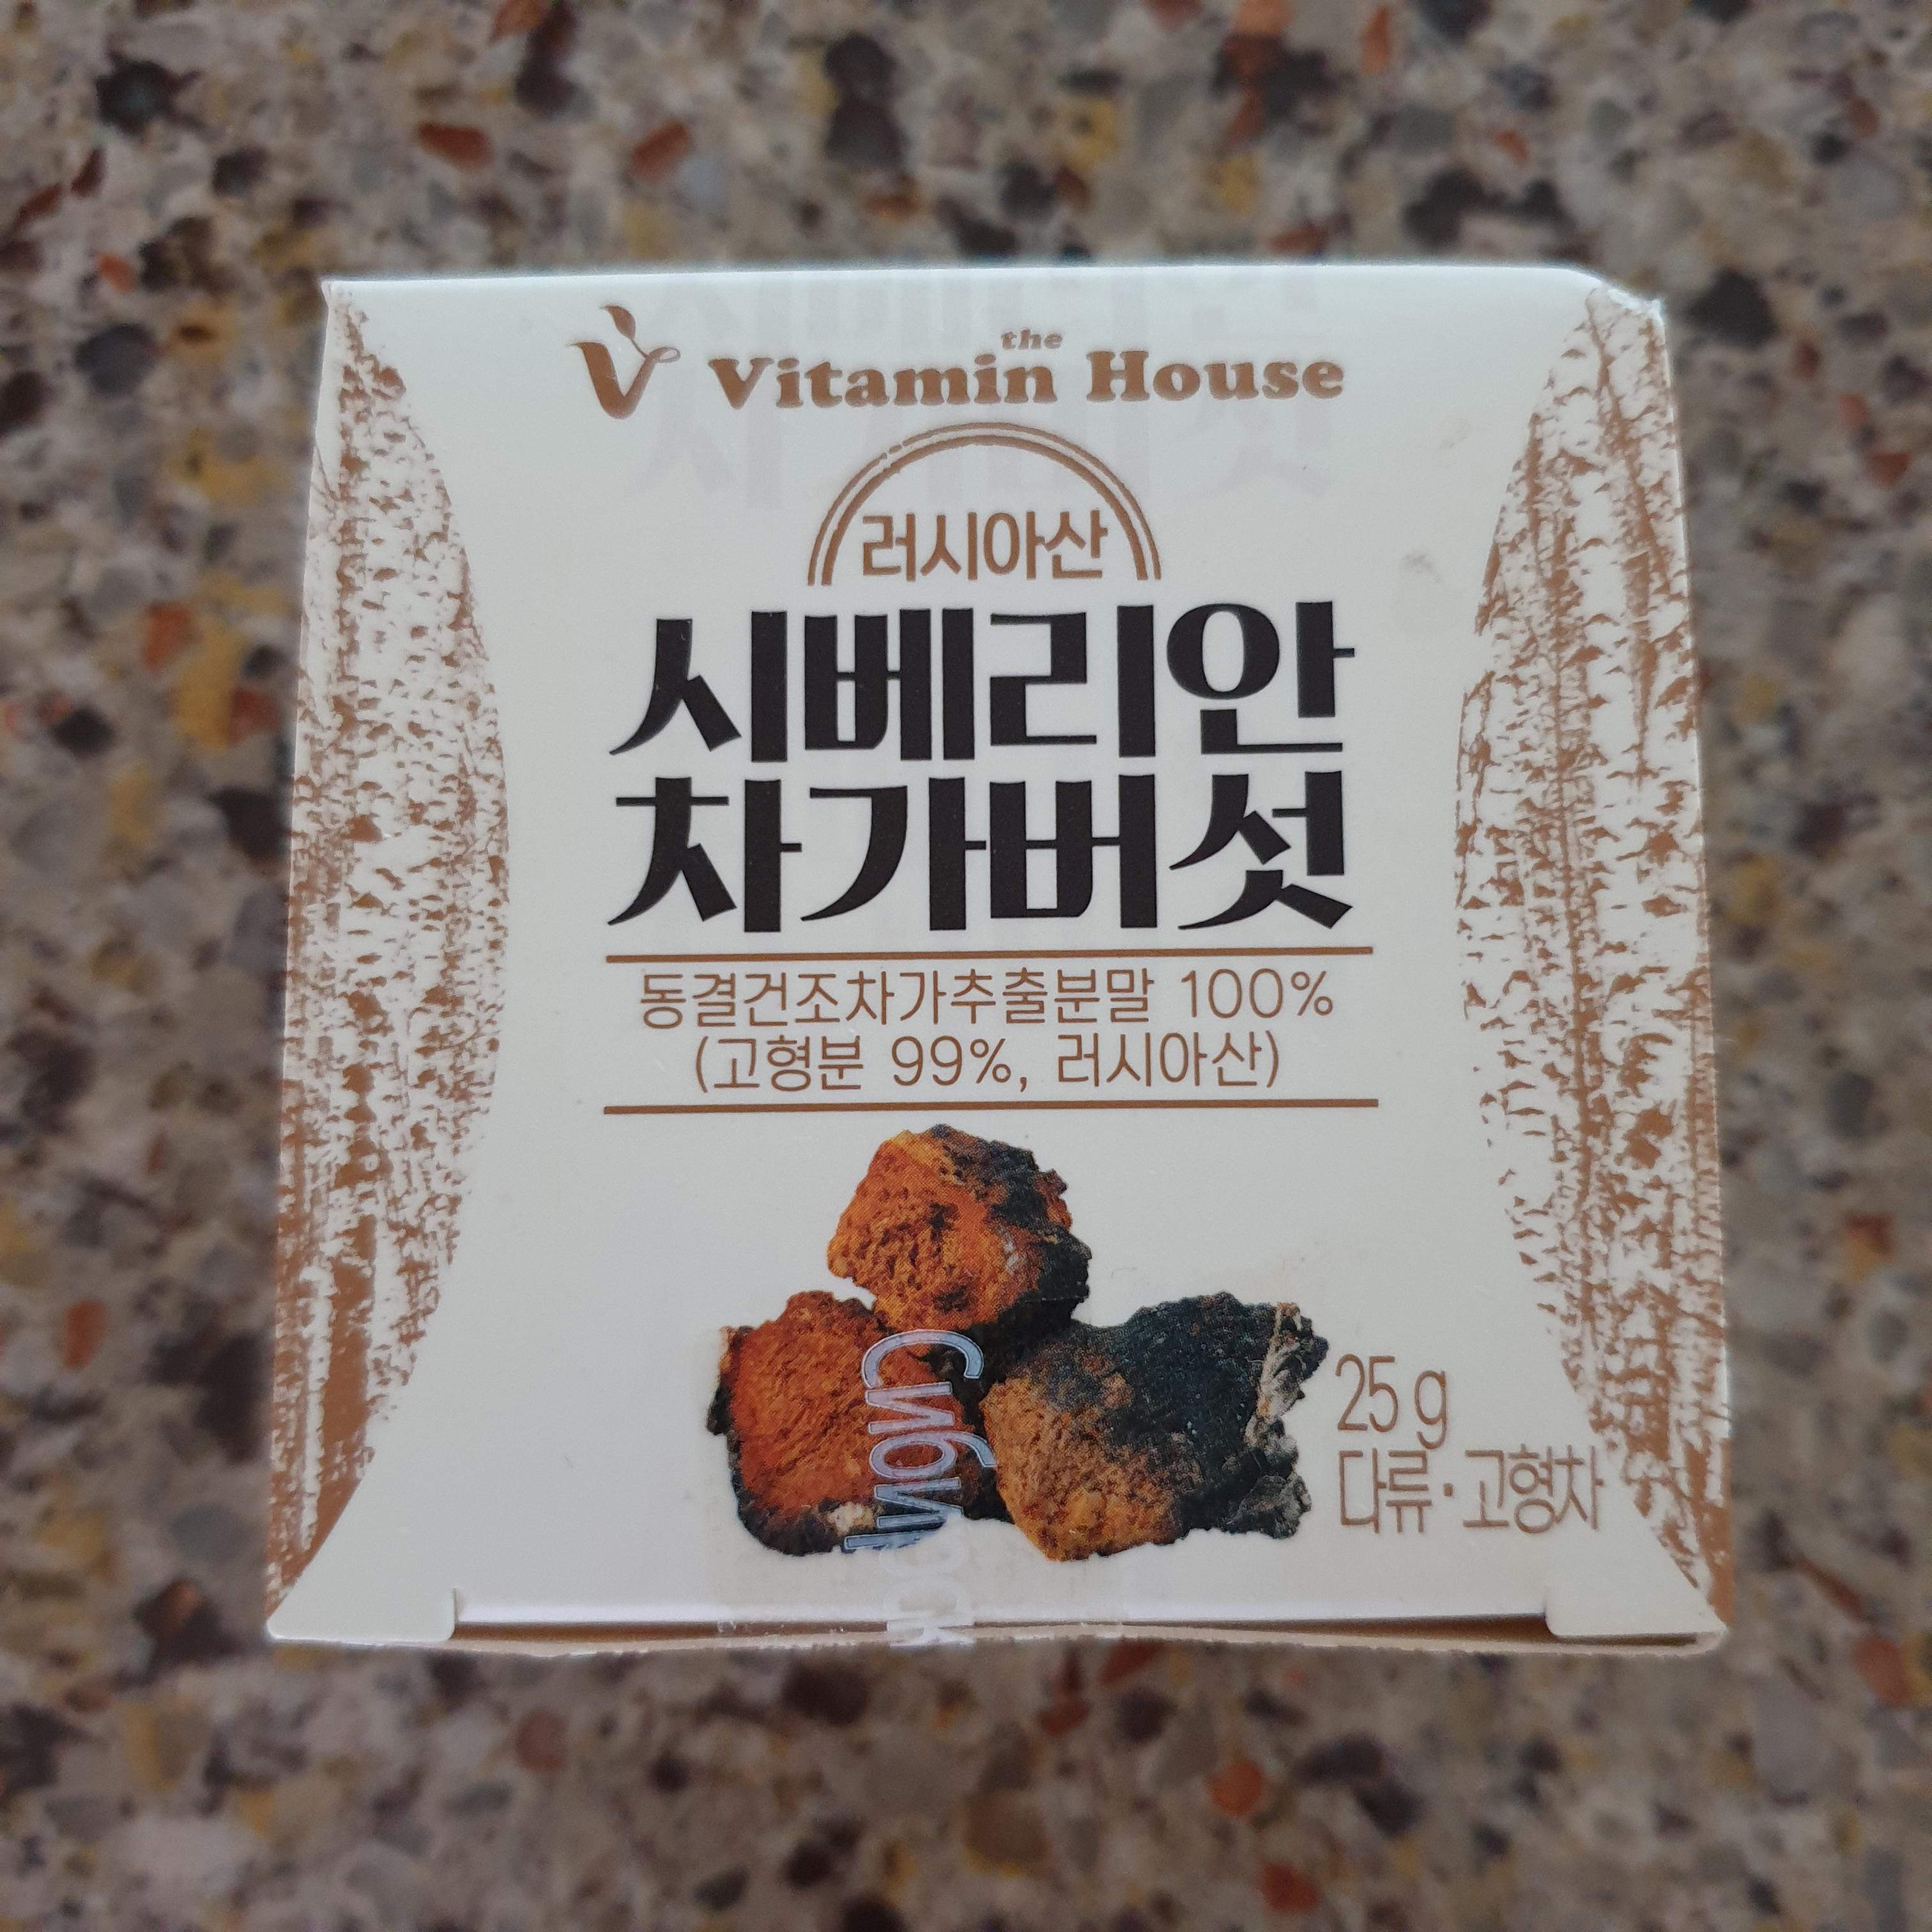 the
Vitamin House
러시아산
시베리안
차가버섯
동결건조차가추출분말 100%
(고형분 99%, 러시아산)
25g
다류·고형차